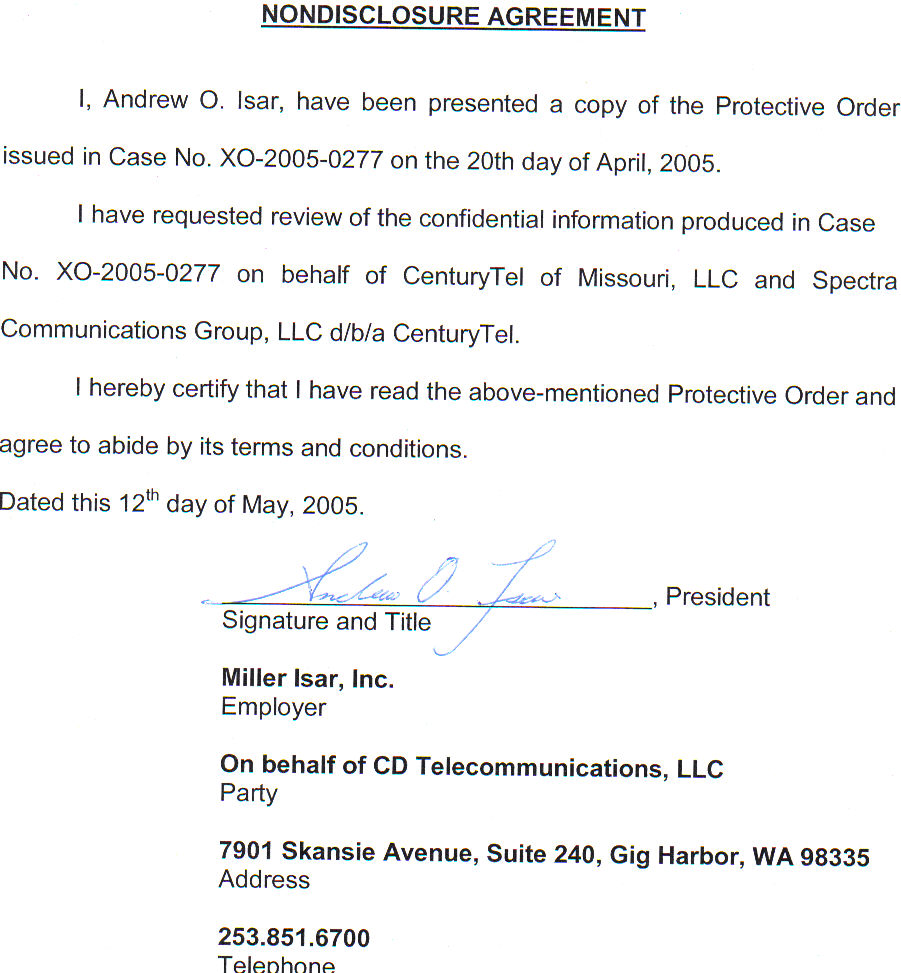 NONDISCLOSURE AGREEMENT
I, Andrew O. Isar, have been presented a copy of the Protective Order
issued in Case No. XO-2005-0277 on the 20th day of April, 2005.
I have requested review of the confidential information produced in Case
No. XO-2005-0277 on behalf of CenturyTel of Missouri, LLC and Spectra
Communications Group, LLC d/b/a CenturyTel.
I hereby certify that I have read the above-mentioned Protective Order and
agree to abide by its terms and conditions.
Dated this 12th day of May, 2005.
Andrew O. Isar, President
Signature and Title
Miller Isar, Inc.
Employer
On behalf of CD Telecommunications, LLC
Party
7901 Skansie Avenue, Suite 240, Gig Harbor, WA 98335
Address
253.851.6700
Telephone